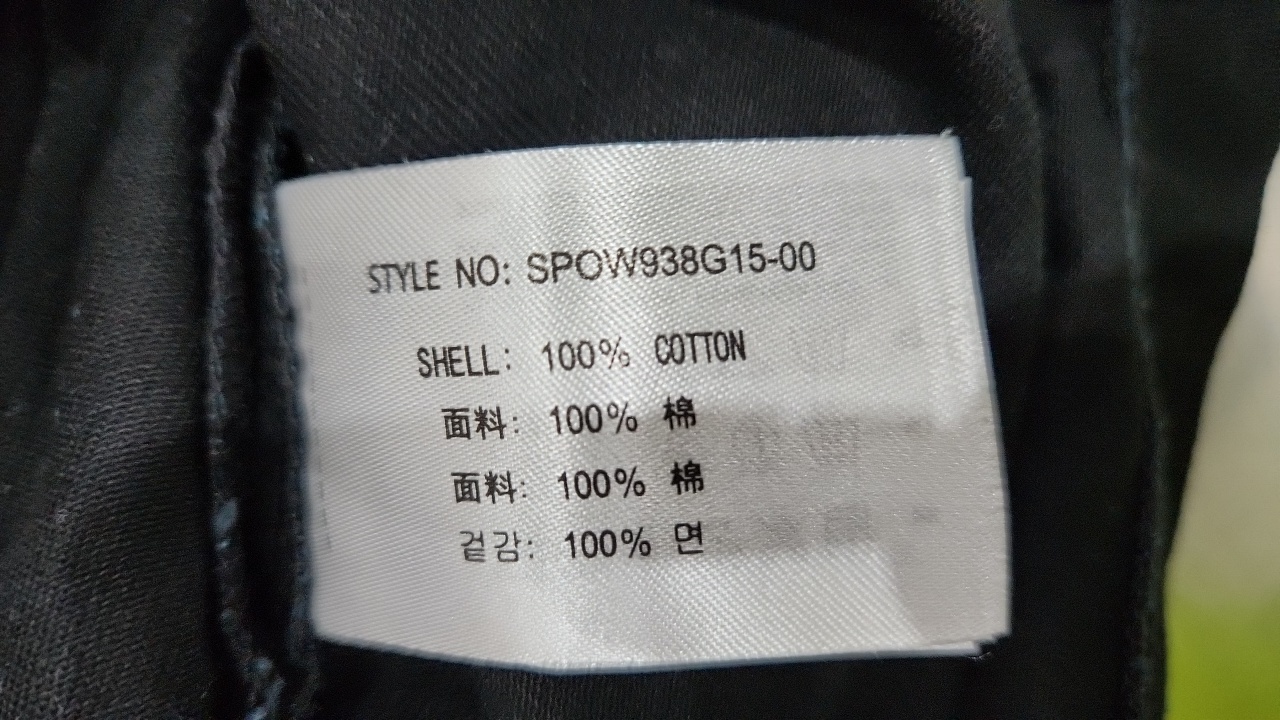 STYLE NO: SPOW938G15-00
SHELL: 100% COTTON
面料: 100% 棉
面料: 100% 棉
겉감: 100% 면